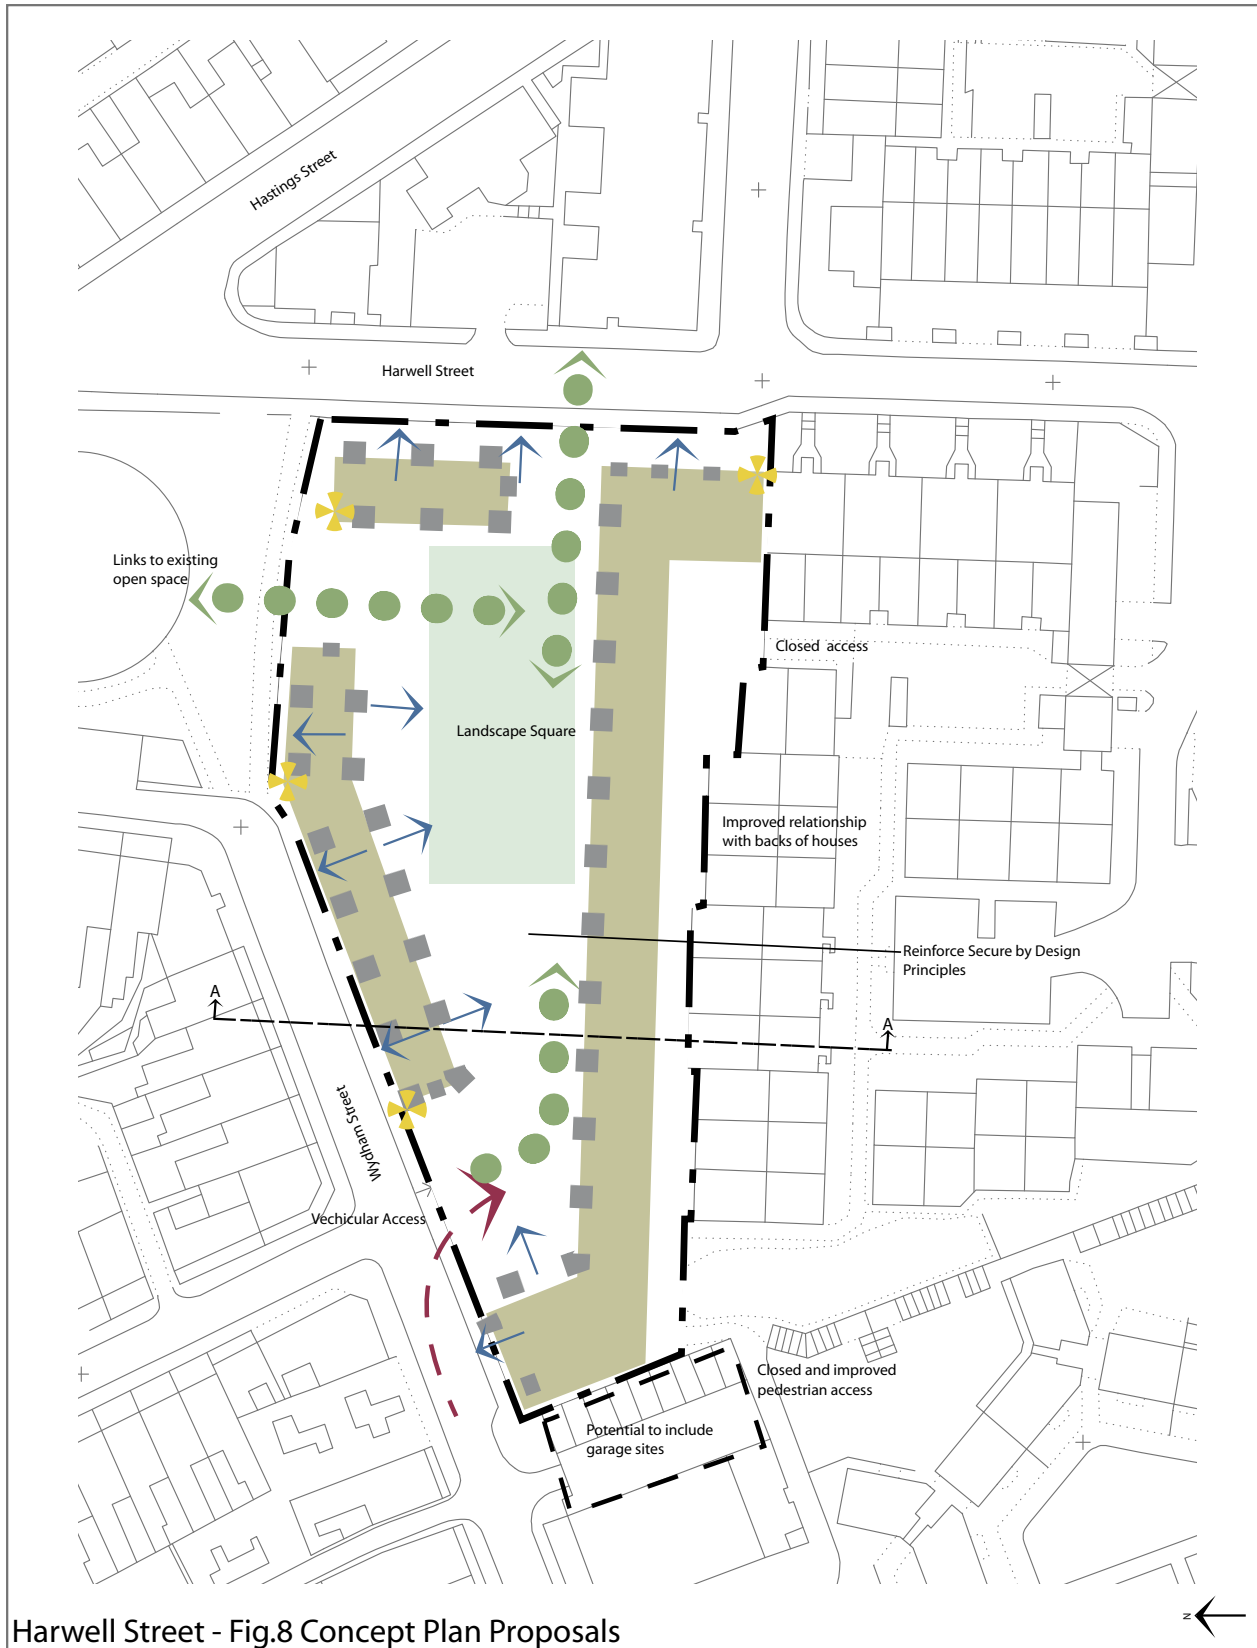 Hastings Street
Harwell Street
Links to existing
open space
Closed access
Landscape Square
Improved relationship
with backs of houses
Reinforce Secure by Design
Principles
A
A
Wydham Street
Vechicular Access
Closed and improved
pedestrian access
Potential to include
garage sites
N
Harwell Street - Fig.8 Concept Plan Proposals